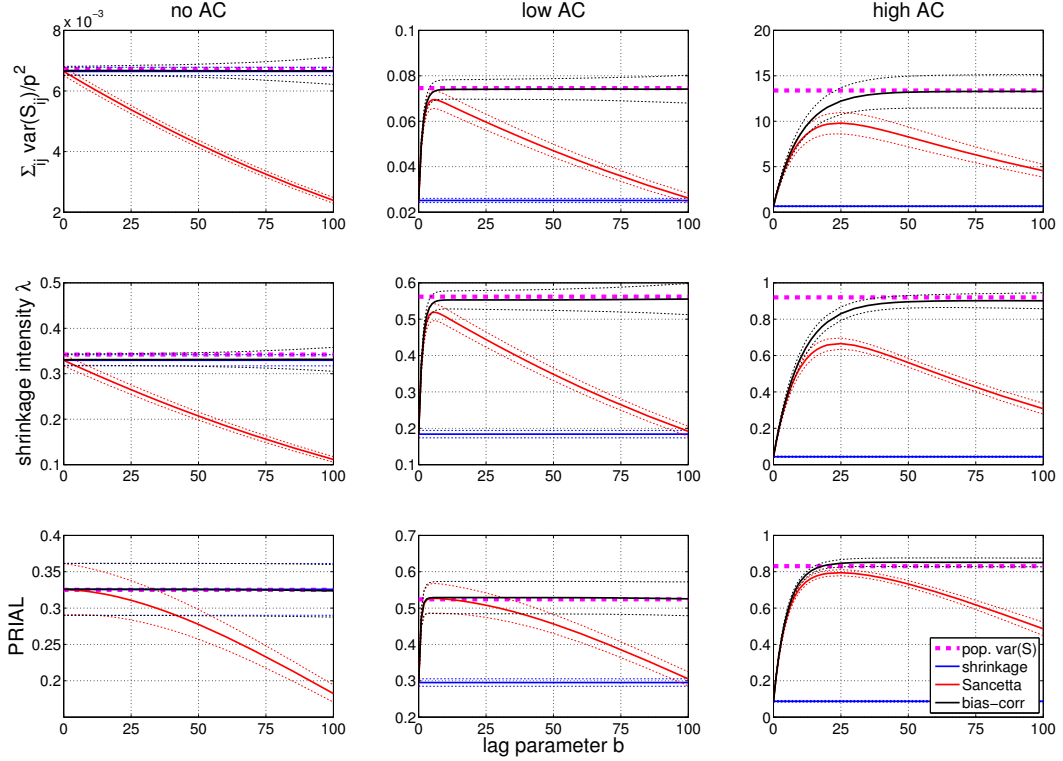 no AC
low AC
high AC
x 10⁻³
8
6
4
2
0 25 50 75 100
Σij var(Sij)/p²
0.1
0.08
0.06
0.04
0.02
0 25 50 75 100
20
15
10
5
0
0 25 50 75 100
0.5
0.4
0.3
0.2
0.1
0 25 50 75 100
shrinkage intensity λ
0.6
0.5
0.4
0.3
0.2
0.1
0 25 50 75 100
1
0.8
0.6
0.4
0.2
0
0 25 50 75 100
0.4
0.35
0.3
0.25
0.2
0 25 50 75 100
PRIAL
0.7
0.6
0.5
0.4
0.3
0.2
0 25 50 75 100
lag parameter b
1
0.8
0.6
0.4
0.2
0
0 25 50 75 100
pop. var(S)
shrinkage
Sancetta
bias−corr